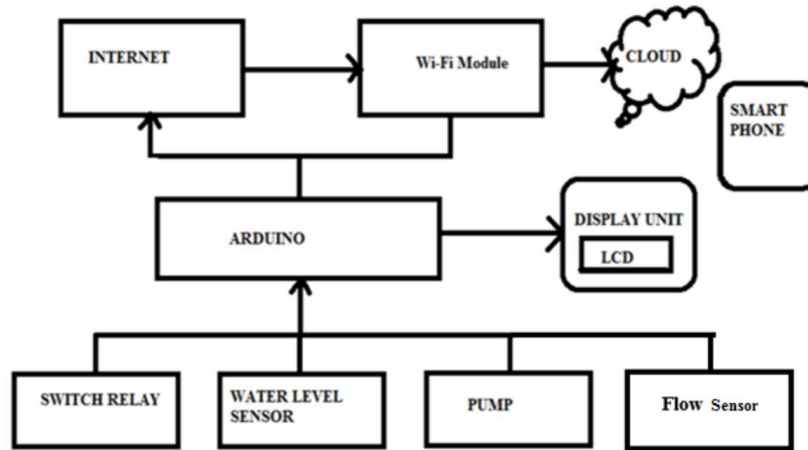 INTERNET
Wi-Fi Module
CLOUD
SMART
PHONE
ARDUINO
DISPLAY UNIT
LCD
SWITCH RELAY
WATER LEVEL
SENSOR
PUMP
Flow Sensor